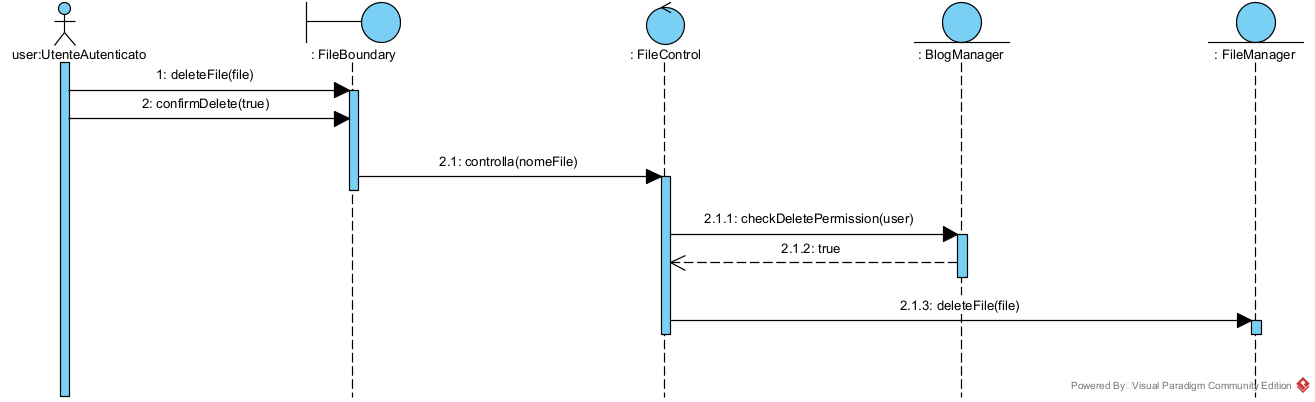 user:UtenteAutenticato
: FileBoundary
: FileControl
: BlogManager
: FileManager
1: deleteFile(file)
2: confirmDelete(true)
2.1: controlla(nomeFile)
2.1.1: checkDeletPermission(user)
2.1.2: true
2.1.3: deleteFile(file)
Powered By Visual Paradigm Community Edition